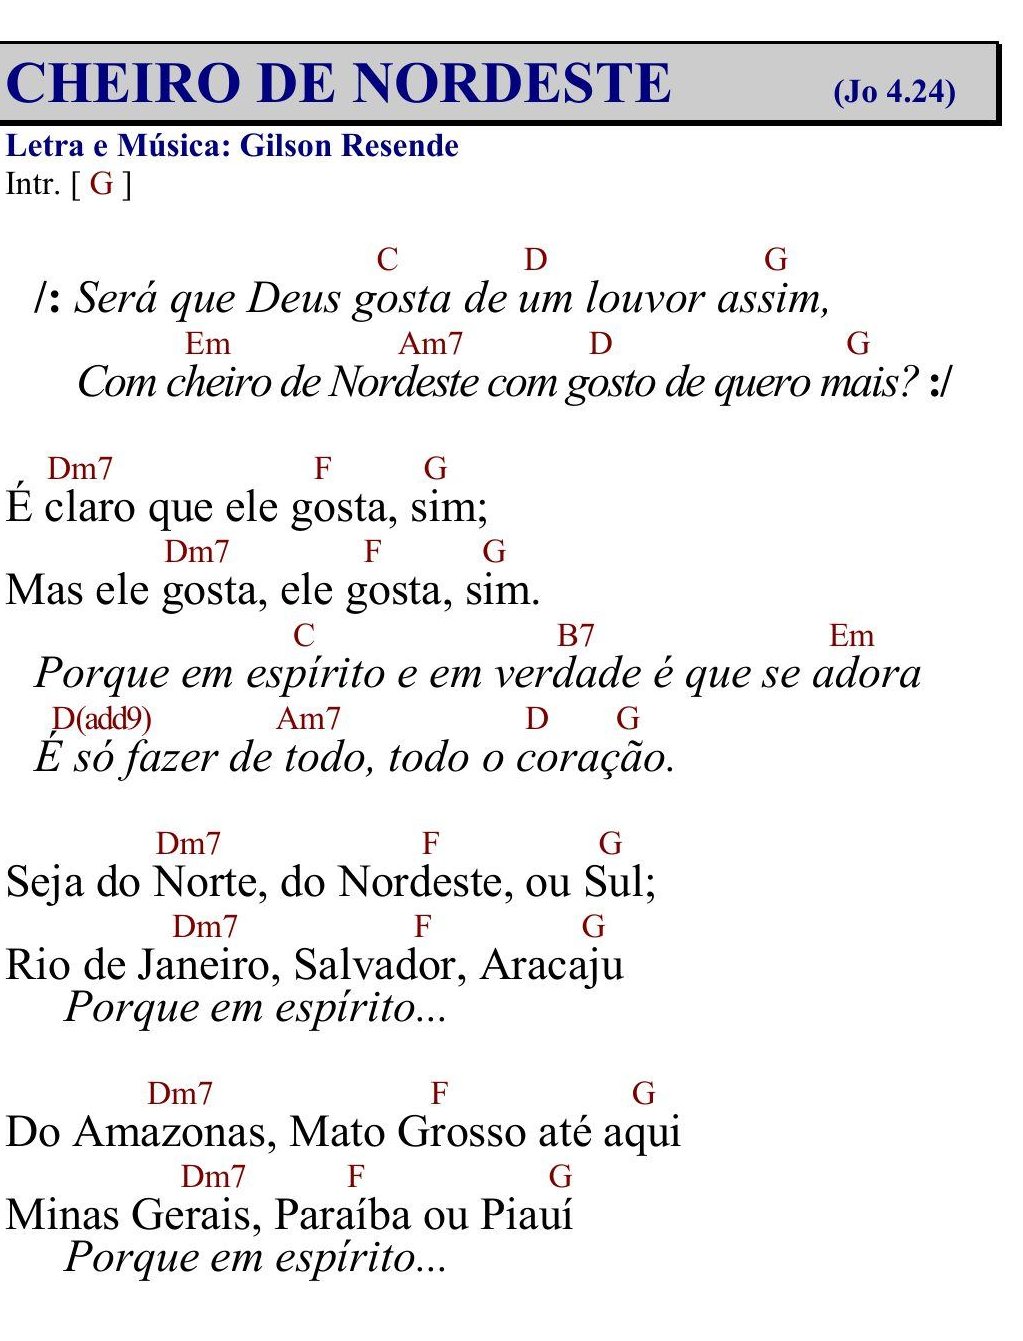 CHEIRO DE NORDESTE (Jo 4.24)
Letra e Música: Gilson Resende
Intr. [ G ]
C D G
/: Será que Deus gosta de um louvor assim,
Em Am7 D G
Com cheiro de Nordeste com gosto de quero mais? :/
Dm7 F G
É claro que ele gosta, sim;
Dm7 F G
Mas ele gosta, ele gosta, sim.
C B7 Em
Porque em espírito e em verdade é que se adora
D(add9) Am7 D G
É só fazer de todo, todo o coração.
Dm7 F G
Seja do Norte, do Nordeste, ou Sul;
Dm7 F G
Rio de Janeiro, Salvador, Aracaju
Porque em espírito...
Dm7 F G
Do Amazonas, Mato Grosso até aqui
Dm7 F G
Minas Gerais, Paraíba ou Piauí
Porque em espírito...